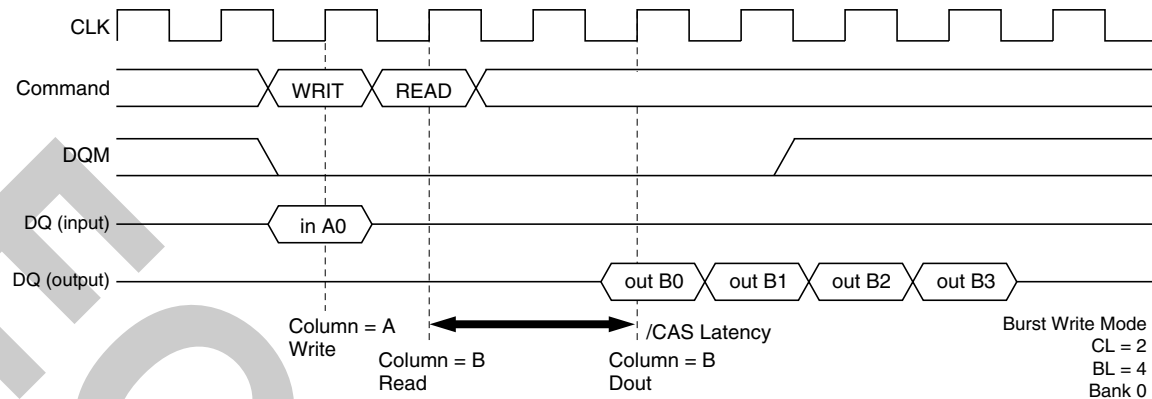 CLK
Command
WRIT
READ
DQM
DQ (input)
in A0
DQ (output)
out B0
out B1
out B2
out B3
Column = A
Write
/CAS Latency
Column = B
Read
Column = B
Dout
Burst Write Mode
CL = 2
BL = 4
Bank 0